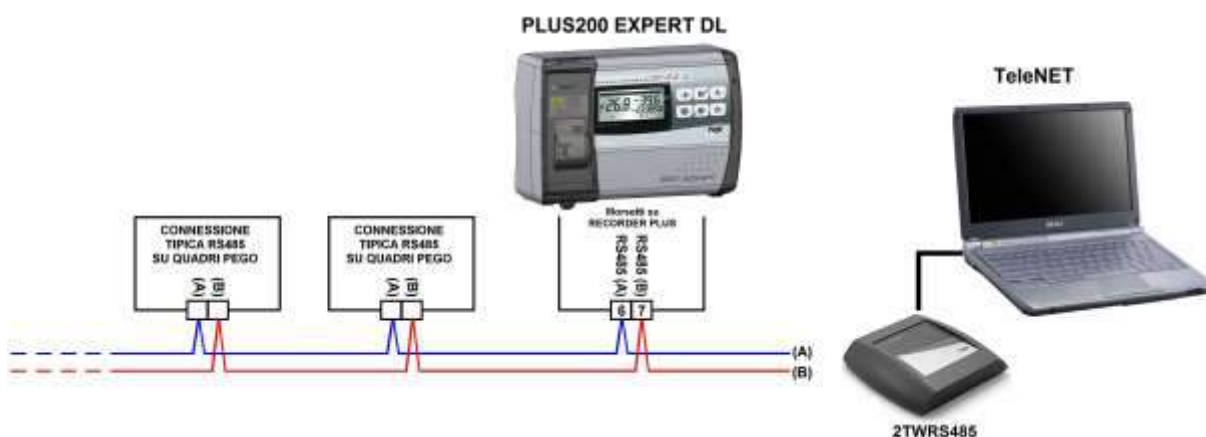 PLUS200 EXPERT DL
TeleNET
CONNESSIONE
TIPICA RS485
SU QUADRI PEGO
(A)
(B)
CONNESSIONE
TIPICA RS485
SU QUADRI PEGO
(A)
(B)
Morsetti su
RECORDER PLUS
RS485 (A)
RS485 (B)
6
7
(A)
(B)
2TWRS485